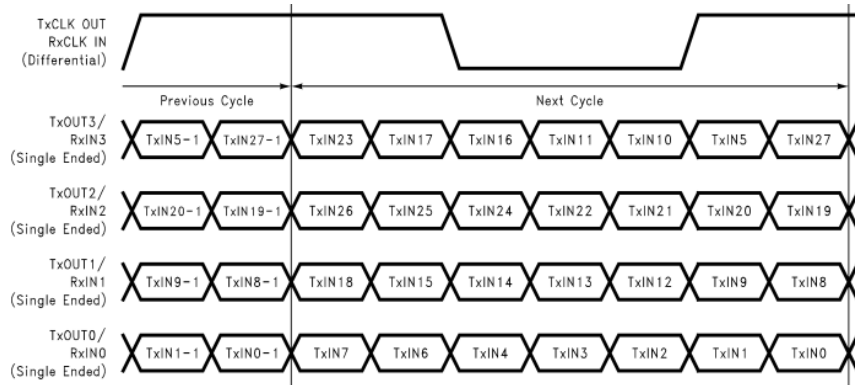 TxCLK OUT
RxCLK IN
(Differential)
Previous Cycle
Next Cycle
TxOUT3/
RxIN3
(Single Ended)
TxIN5-1 TxIN27-1 TxIN23 TxIN17 TxIN16 TxIN11 TxIN10 TxIN5 TxIN27
TxOUT2/
RxIN2
(Single Ended)
TxIN20-1 TxIN19-1 TxIN26 TxIN25 TxIN24 TxIN22 TxIN21 TxIN20 TxIN19
TxOUT1/
RxIN1
(Single Ended)
TxIN9-1 TxIN8-1 TxIN18 TxIN15 TxIN14 TxIN13 TxIN12 TxIN9 TxIN8
TxOUT0/
RxIN0
(Single Ended)
TxIN1-1 TxIN0-1 TxIN7 TxIN6 TxIN4 TxIN3 TxIN2 TxIN1 TxIN0